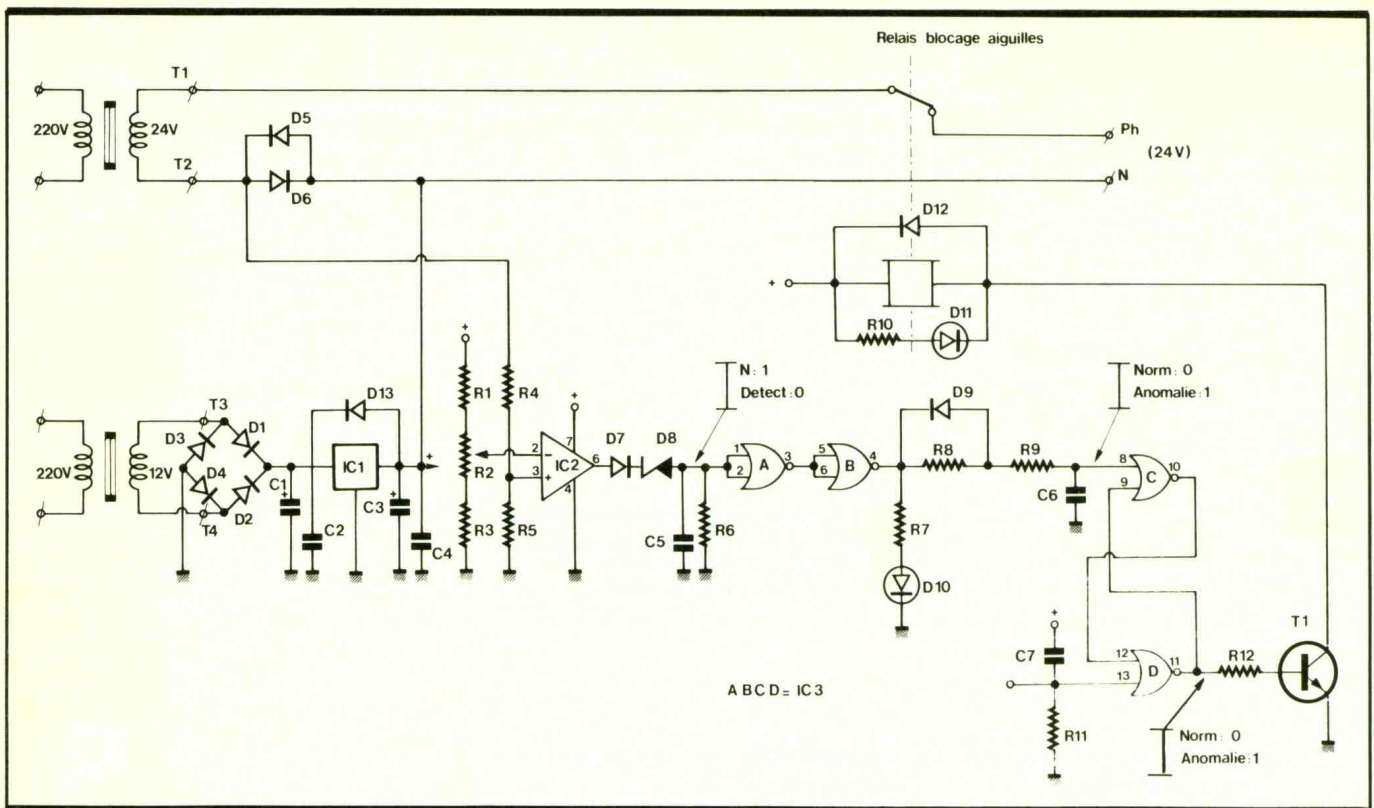 Relais blocage aiguilles
T1
220V
24V
D5
T2
D6
Ph
(24 V)
N
D12
+
D11
R10
T3
D13
D3
D1
220V
12V
D4
D2
T4
C1
+
C2
IC1
C3
+
+
C4
+
R1
R2
R3
R4
R5
+
7
2
-
3
+
IC2
6
4
D7
D8
N : 1
Detect : 0
C5
R6
1
2
A
3
5
6
B
4
D9
R8
R9
R7
D10
Norm : 0
Anomalie : 1
C6
8
9
C
10
+
C7
R11
12
13
D
11
R12
T1
A B C D = IC3
Norm : 0
Anomalie : 1